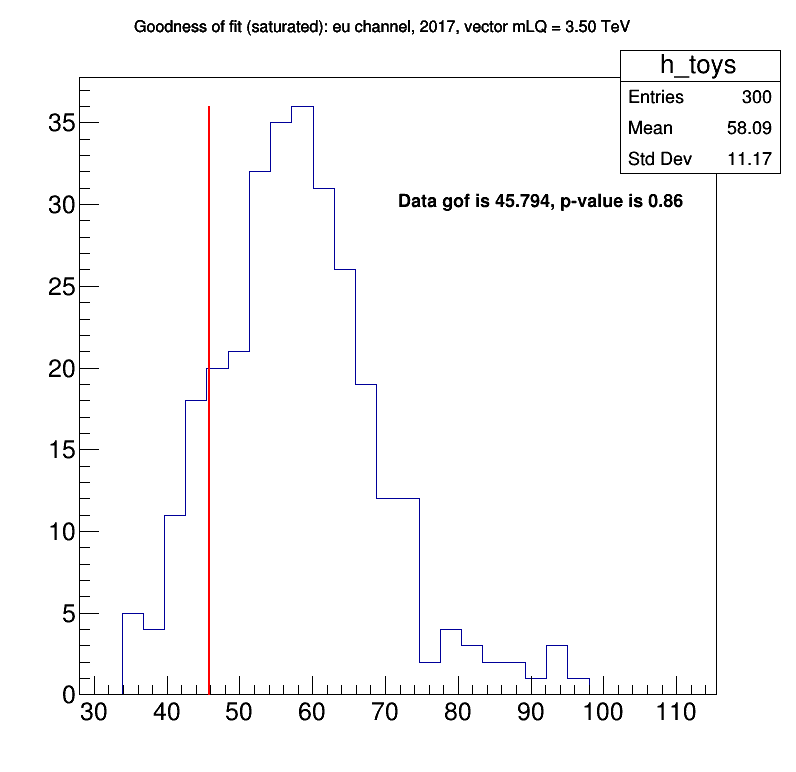 Goodness of fit (saturated): eu channel, 2017, vector mLQ = 3.50 TeV
h_toys
Entries 300
Mean 58.09
Std Dev 11.17
Data gof is 45.794, p-value is 0.86
35
30
25
20
15
10
5
0
30 40 50 60 70 80 90 100 110